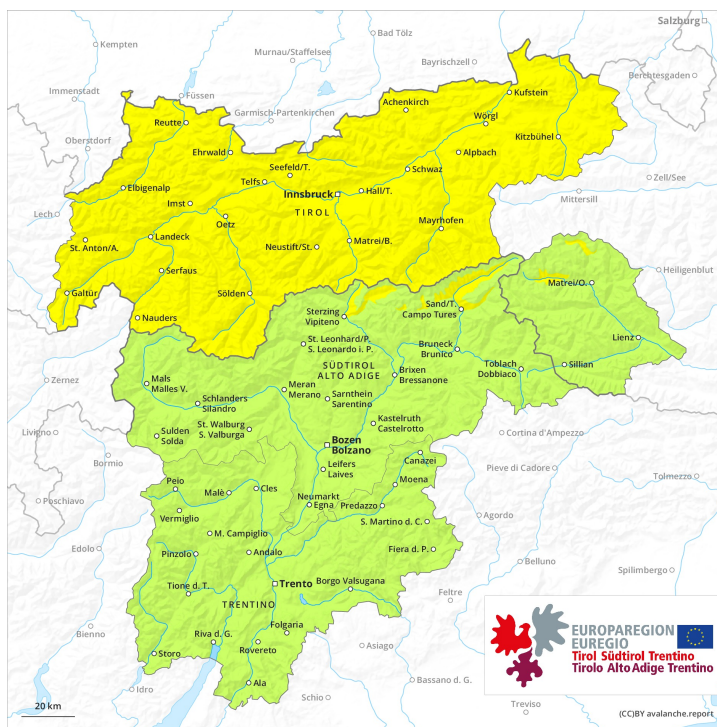 Salzburg
Kempten
Bad Tölz
Murnau/Staffelsee
Bayrischzell
Berchtesgaden
Immenstadt
Füssen
Garmisch-Partenkirchen
Achenkirch
Kufstein
Reutte
Wörgl
Oberstdorf
Kitzbühel
Ehrwald
Alpbach
Seefeld/T.
Schwaz
Zell/See
Telfs
Elbigenalp
Innsbruck
Hall/T.
Mittersill
Imst
TIROL
Lech
Oetz
Mayrhofen
Landeck
St. Anton/A.
Neustift/St.
Matrei/B.
Serfaus
Heiligenblut
Galtür
Sölden
Matrei/O.
Nauders
Sterzing
Vipiteno
Sand/T.
Campo Tures
St. Leonhard/P.
S. Leonardo i. P.
Lienz
Bruneck
Brunico
SÜDTIROL
ALTO ADIGE
Brixen
Bressanone
Toblach
Dobbiaco
Sillian
Zernez
Mals
Malles V.
Meran
Merano
Schlanders
Silandro
Sarnthein
Sarentino
Kastelruth
Castelrotto
St. Walburg
S. Valburga
Livigno
Sulden
Solda
Cortina d'Ampezzo
Bozen
Bolzano
Bormio
Leifers
Laives
Canazei
Pieve di Cadore
Tolmezzo
Poschiavo
Peio
Malè
Cles
Moena
Neumarkt
Egna
Predazzo
Vermiglio
Agordo
S. Martino d. C.
M. Campiglio
Edolo
Pinzolo
Andalo
Fiera d. P.
Belluno
Spilimbergo
Tione d. T.
Trento
Borgo Valsugana
Feltre
TRENTINO
Bienno
Folgaria
Riva d. G.
Rovereto
Storo
Asiago
Ala
Idro
Schio
Bassano d. G.
Treviso
EUROPAREGION
EUREGIO
Tirol Südtirol Trentino
Tirolo Alto Adige Trentino
20 km
(CC)BY avalanche.report